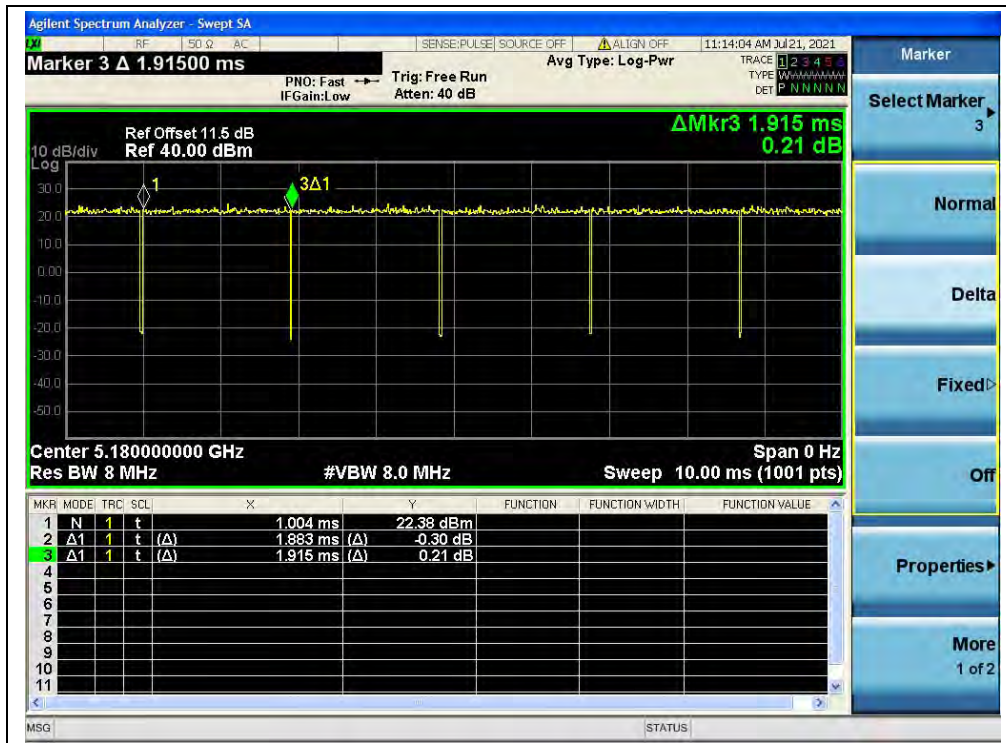 Agilent Spectrum Analyzer - Swept SA
LXI RF 50 Ω AC SENSE:PULSE SOURCE OFF ALIGN OFF 11:14:04 AM Jul 21, 2021
Marker 3 Δ 1.91500 ms
PNO: Fast
IFGain:Low
Trig: Free Run
Atten: 40 dB
Avg Type: Log-Pwr
TRACE 1 2 3 4 5 6
TYPE
DET P N N N N N
Marker
Select Marker
3
Normal
Delta
Fixed
Off
Properties
More
1 of 2
ΔMkr3 1.915 ms
0.21 dB
Ref Offset 11.5 dB
10 dB/div Ref 40.00 dBm
Log
30.0
20.0
10.0
0.00
-10.0
-20.0
-30.0
-40.0
-50.0
1
3Δ1
Center 5.180000000 GHz Span 0 Hz
Res BW 8 MHz #VBW 8.0 MHz Sweep 10.00 ms (1001 pts)
MKR MODE TRC SCL X Y FUNCTION FUNCTION WIDTH FUNCTION VALUE
1 N 1 t 1.004 ms 22.38 dBm
2 Δ1 1 t (Δ) 1.883 ms (Δ) -0.30 dB
3 Δ1 1 t (Δ) 1.915 ms (Δ) 0.21 dB
4
5
6
7
8
9
10
11
MSG STATUS